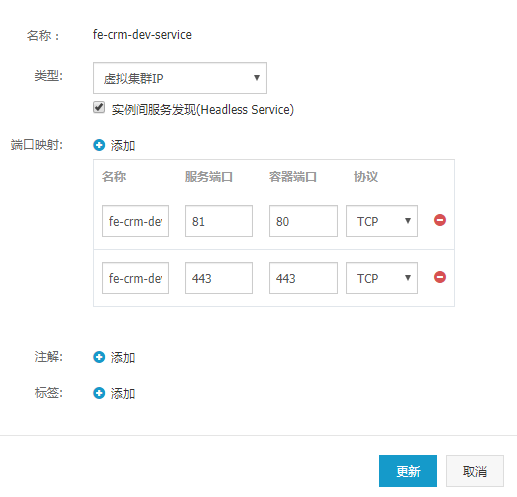 名称： fe-crm-dev-service
类型: 虚拟集群IP
实例间服务发现(Headless Service)
端口映射: 添加
名称 服务端口 容器端口 协议
fe-crm-de 81 80 TCP
fe-crm-de 443 443 TCP
注解: 添加
标签: 添加
更新 取消